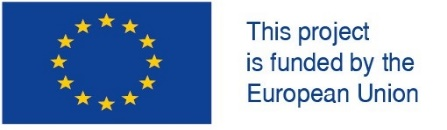 This project
is funded by the
European Union